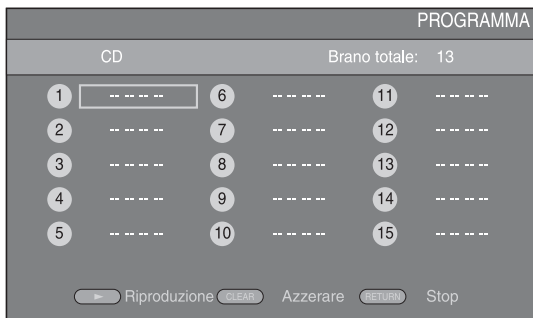 PROGRAMMA
CD Brano totale: 13
1 -- -- -- -- 6 -- -- -- -- 11 -- -- -- --
2 -- -- -- -- 7 -- -- -- -- 12 -- -- -- --
3 -- -- -- -- 8 -- -- -- -- 13 -- -- -- --
4 -- -- -- -- 9 -- -- -- -- 14 -- -- -- --
5 -- -- -- -- 10 -- -- -- -- 15 -- -- -- --
Riproduzione CLEAR Azzerare RETURN Stop